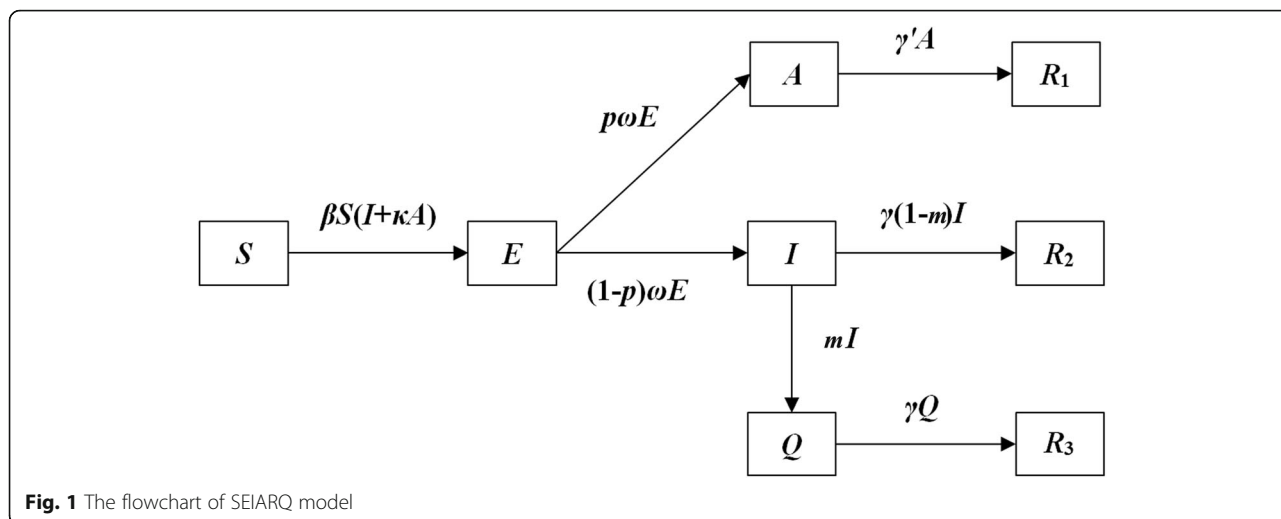 γ'A
A
R₁
pωE
βS(I+κA)
γ(1-m)I
S
E
I
R₂
(1-p)ωE
mI
γQ
Q
R₃
Fig. 1 The flowchart of SEIARQ model